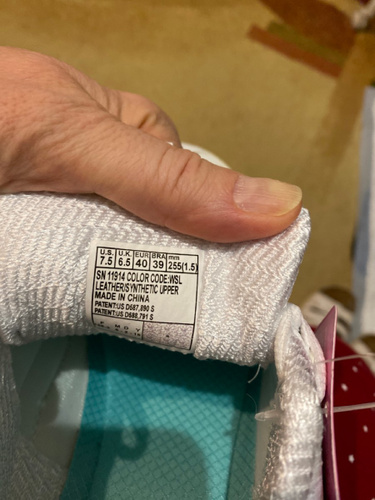 U.S. U.K. EUR BRA mm
7.5 6.5 40 39 255(1.5)
SN 11914 COLOR CODE:WSL
LEATHER/SYNTHETIC UPPER
MADE IN CHINA
PATENT:US D687,890 S
PATENT:US D688,791 S